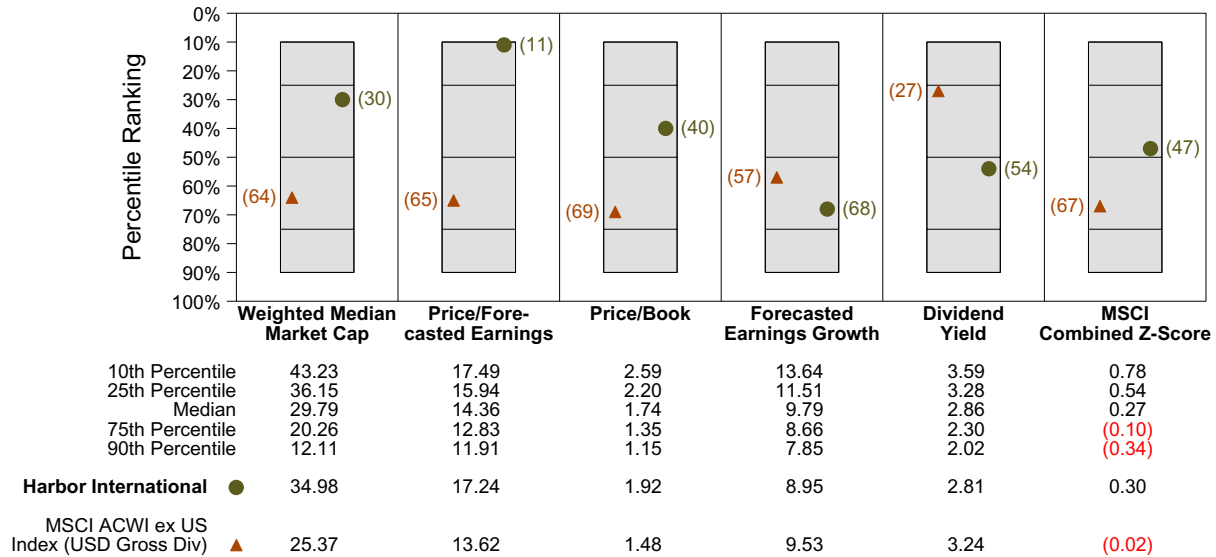 Percentile Ranking
0%
10%
20%
30%
40%
50%
60%
70%
80%
90%
100%
(30)
(64)
(11)
(65)
(40)
(69)
(57)
(68)
(27)
(54)
(47)
(67)
Weighted Median
Market Cap
Price/Fore-
casted Earnings
Price/Book
Forecasted
Earnings Growth
Dividend
Yield
MSCI
Combined Z-Score
10th Percentile 43.23 17.49 2.59 13.64 3.59 0.78
25th Percentile 36.15 15.94 2.20 11.51 3.28 0.54
Median 29.79 14.36 1.74 9.79 2.86 0.27
75th Percentile 20.26 12.83 1.35 8.66 2.30 (0.10)
90th Percentile 12.11 11.91 1.15 7.85 2.02 (0.34)
Harbor International 34.98 17.24 1.92 8.95 2.81 0.30
MSCI ACWI ex US
Index (USD Gross Div) 25.37 13.62 1.48 9.53 3.24 (0.02)